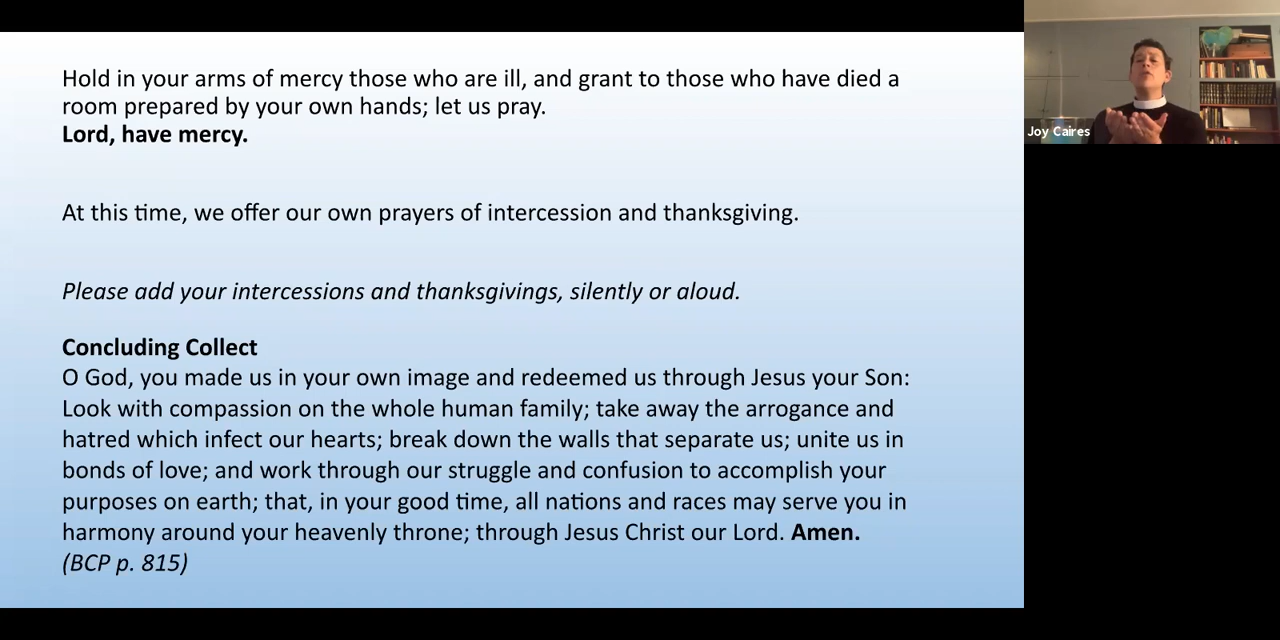 Hold in your arms of mercy those who are ill, and grant to those who have died a
room prepared by your own hands; let us pray.
Lord, have mercy.
At this time, we offer our own prayers of intercession and thanksgiving.
Please add your intercessions and thanksgivings, silently or aloud.
Concluding Collect
O God, you made us in your own image and redeemed us through Jesus your Son:
Look with compassion on the whole human family; take away the arrogance and
hatred which infect our hearts; break down the walls that separate us; unite us in
bonds of love; and work through our struggle and confusion to accomplish your
purposes on earth; that, in your good time, all nations and races may serve you in
harmony around your heavenly throne; through Jesus Christ our Lord. Amen.
(BCP p. 815)
Joy Caires